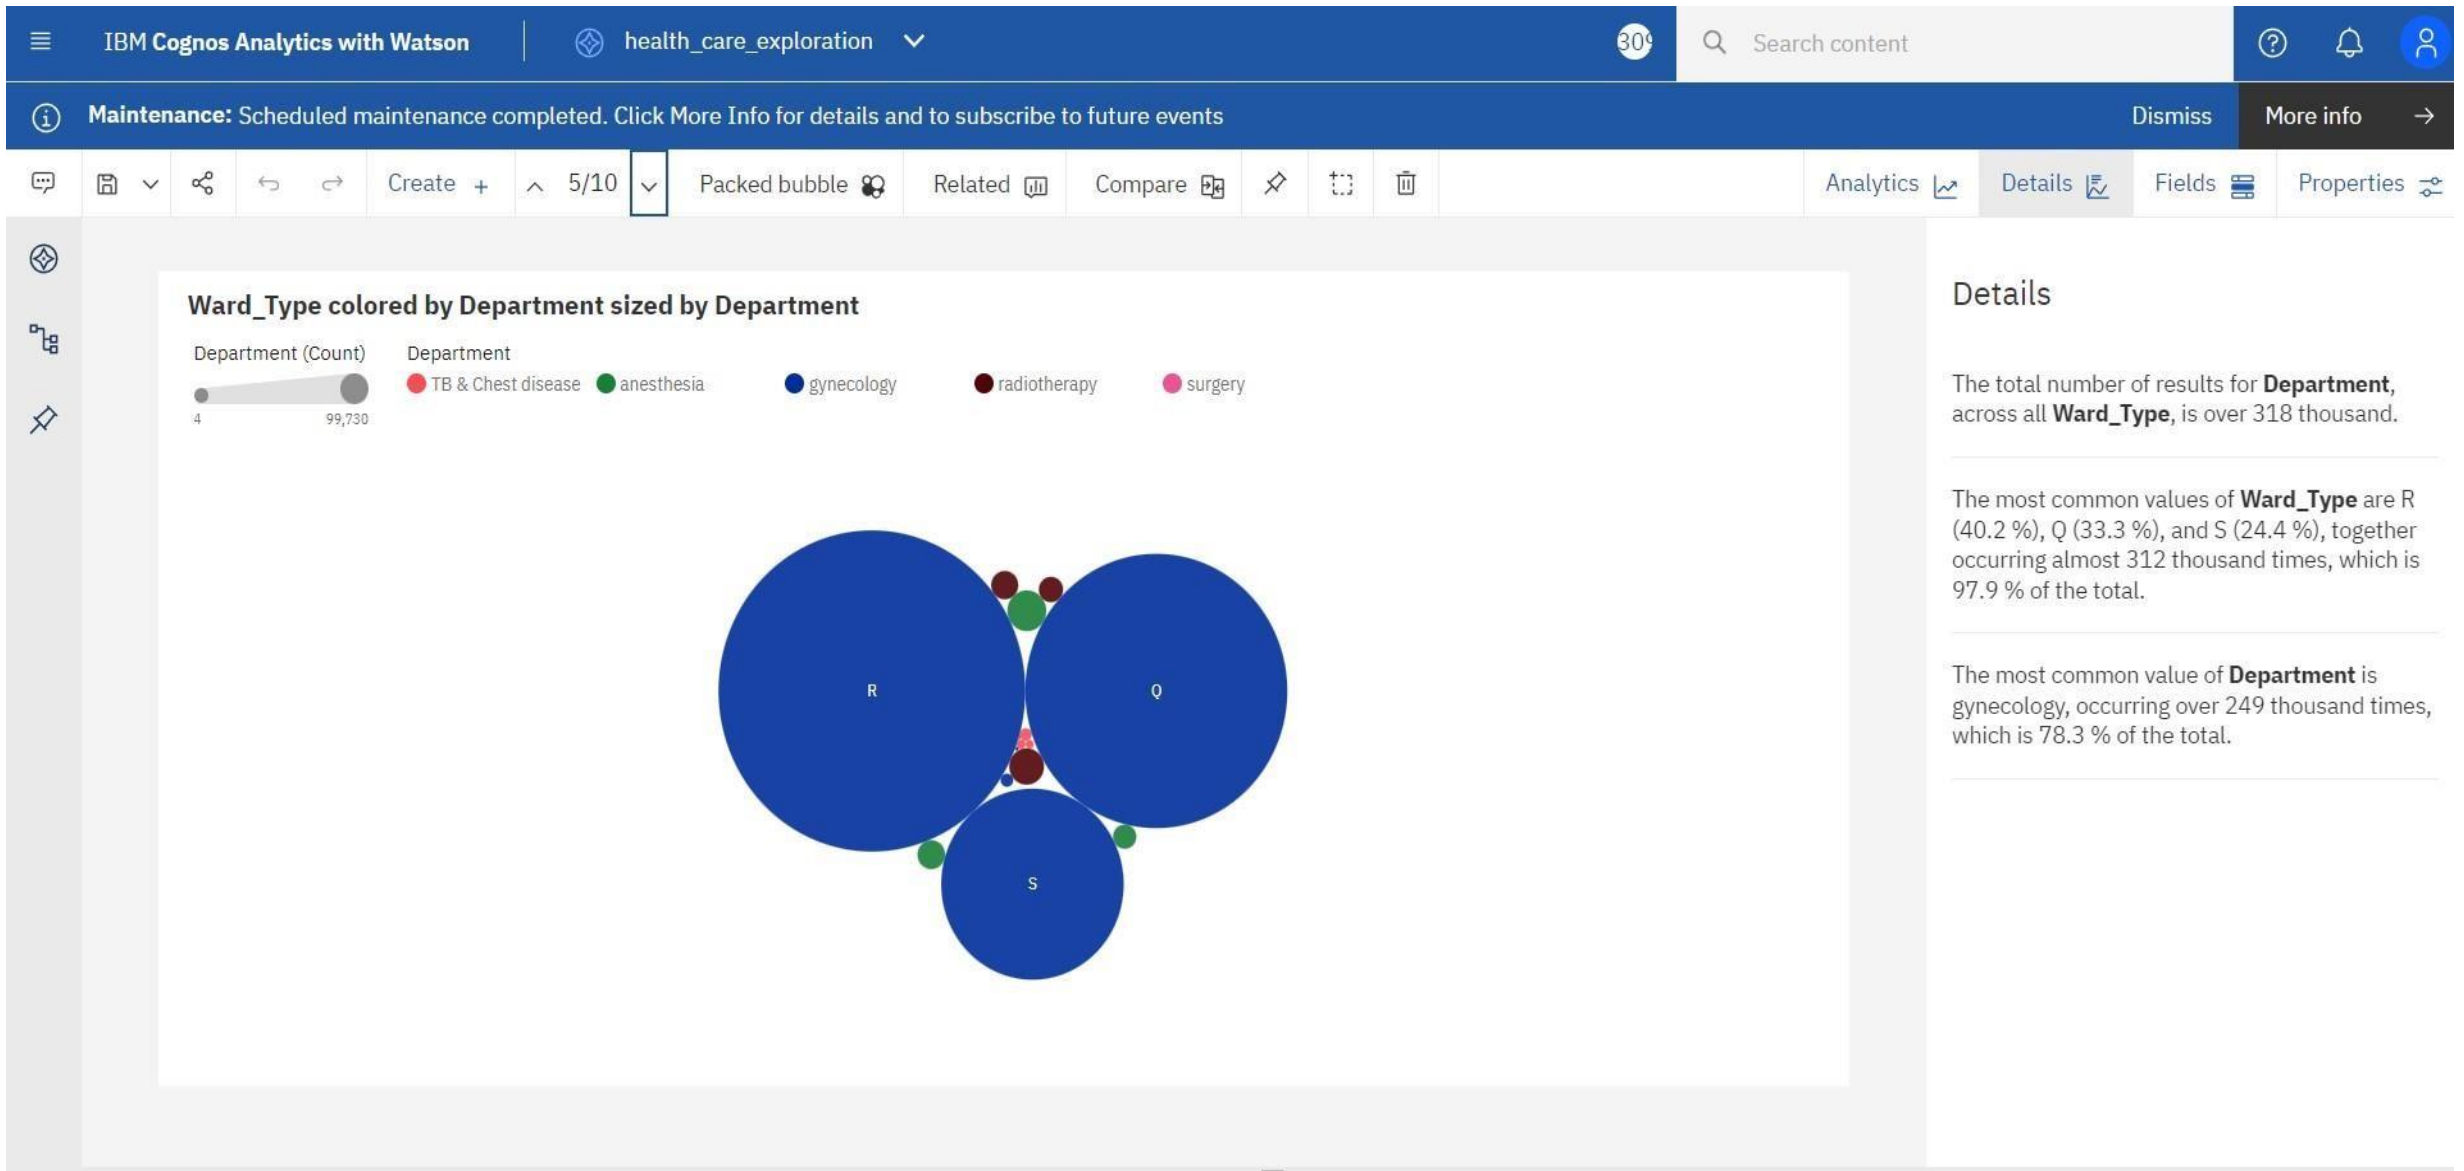 IBM Cognos Analytics with Watson
health_care_exploration
Search content
Maintenance: Scheduled maintenance completed. Click More Info for details and to subscribe to future events
Dismiss
More info
Create +
5/10
Packed bubble
Related
Compare
Analytics
Details
Fields
Properties
Ward_Type colored by Department sized by Department
Department (Count)
4
99,730
Department
TB & Chest disease
anesthesia
gynecology
radiotherapy
surgery
R
Q
S
Details
The total number of results for Department,
across all Ward_Type, is over 318 thousand.
The most common values of Ward_Type are R
(40.2 %), Q (33.3 %), and S (24.4 %), together
occurring almost 312 thousand times, which is
97.9 % of the total.
The most common value of Department is
gynecology, occurring over 249 thousand times,
which is 78.3 % of the total.